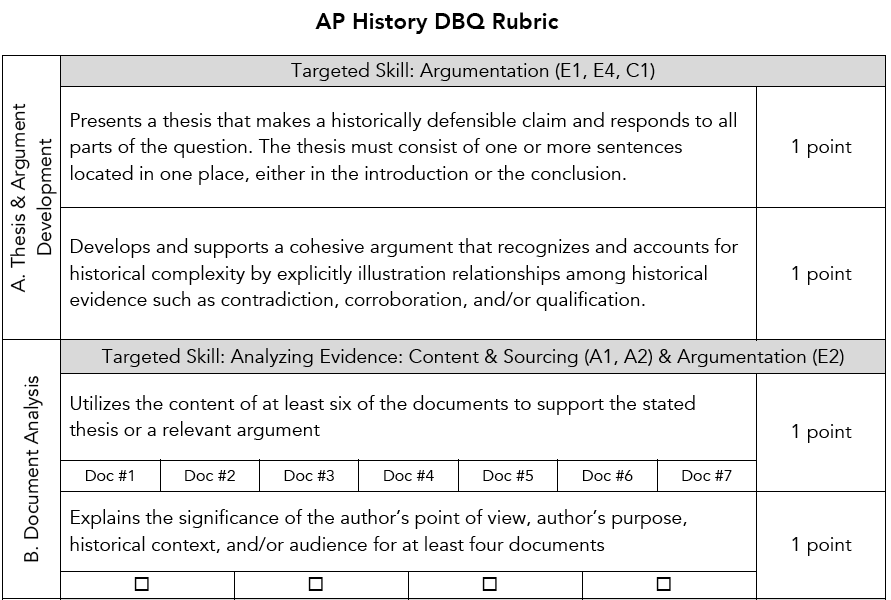 AP History DBQ Rubric
A. Thesis & Argument
Development
Targeted Skill: Argumentation (E1, E4, C1)
Presents a thesis that makes a historically defensible claim and responds to all
parts of the question. The thesis must consist of one or more sentences
located in one place, either in the introduction or the conclusion.
1 point
Develops and supports a cohesive argument that recognizes and accounts for
historical complexity by explicitly illustration relationships among historical
evidence such as contradiction, corroboration, and/or qualification.
1 point
B. Document Analysis
Targeted Skill: Analyzing Evidence: Content & Sourcing (A1, A2) & Argumentation (E2)
Utilizes the content of at least six of the documents to support the stated
thesis or a relevant argument
1 point
Doc #1 Doc #2 Doc #3 Doc #4 Doc #5 Doc #6 Doc #7
Explains the significance of the author's point of view, author's purpose,
historical context, and/or audience for at least four documents
1 point